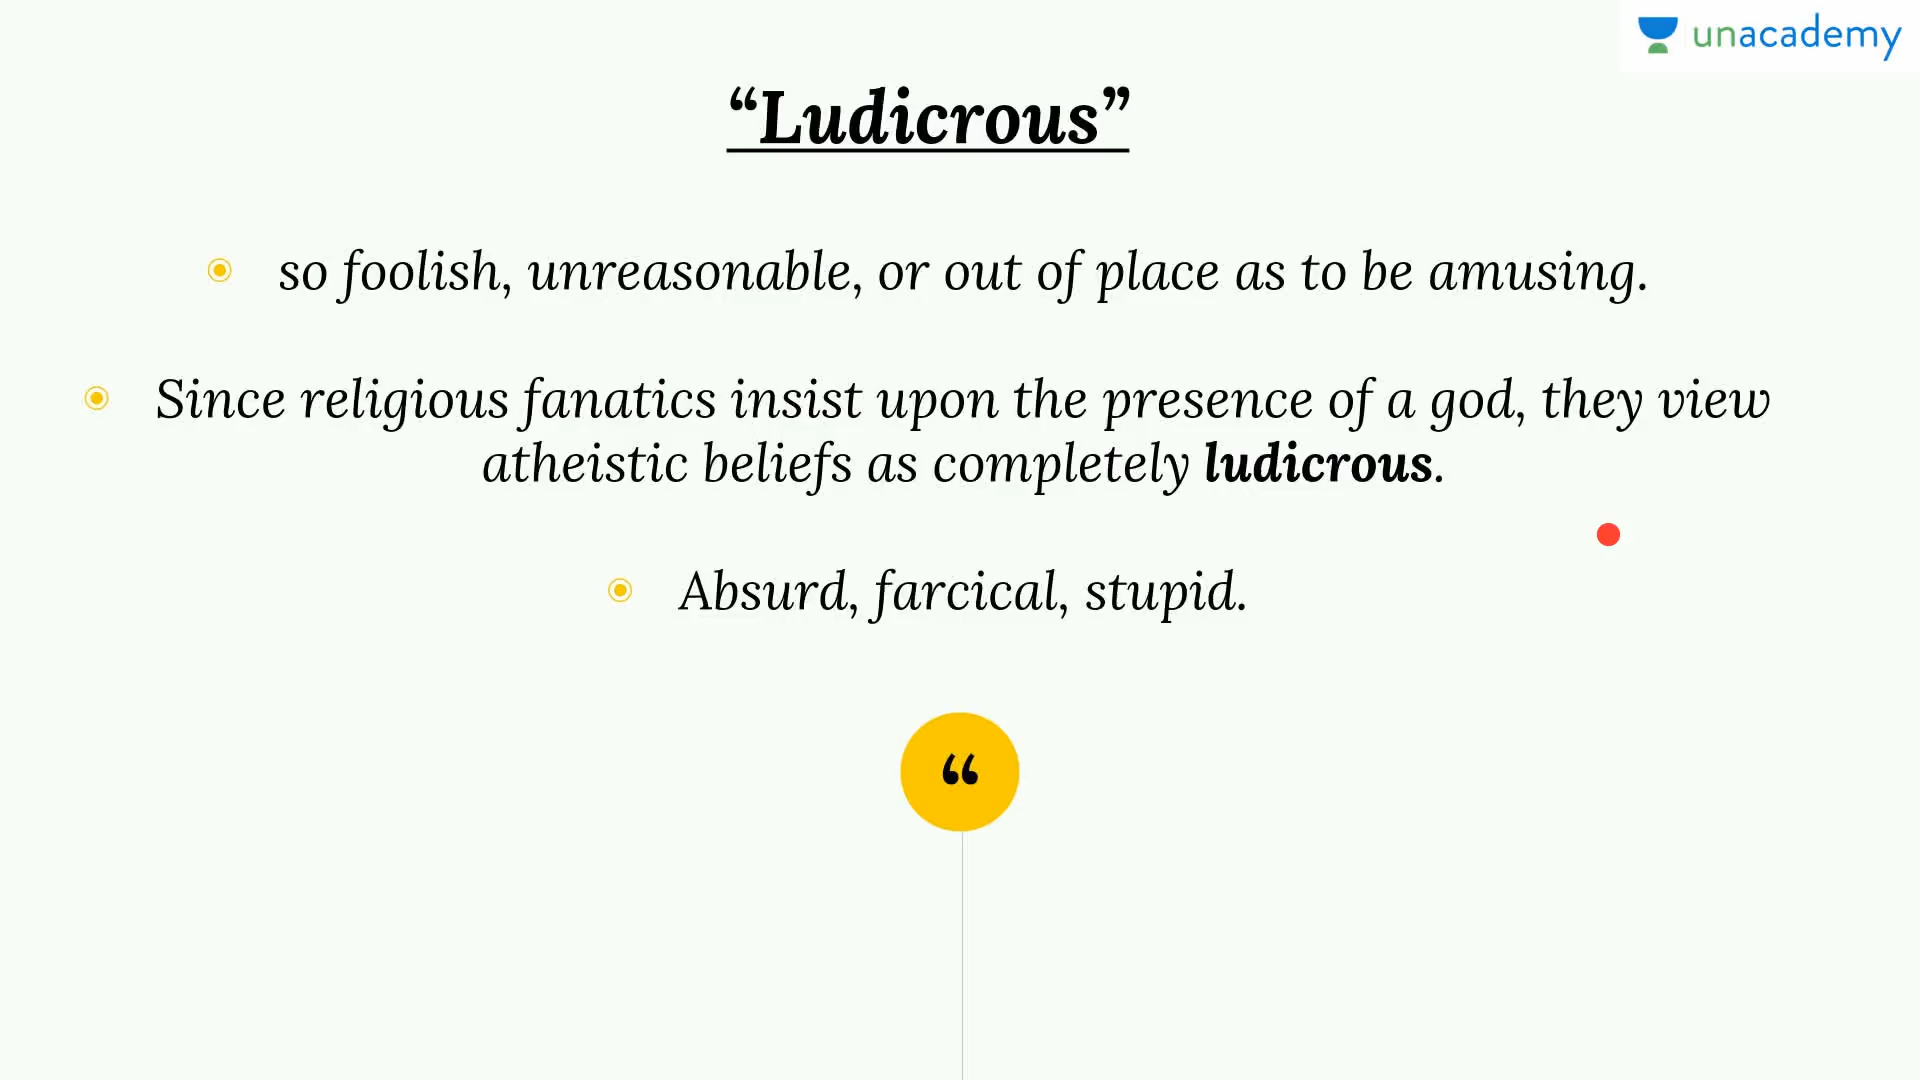 unacademy
“Ludicrous”
so foolish, unreasonable, or out of place as to be amusing.
Since religious fanatics insist upon the presence of a god, they view
atheistic beliefs as completely ludicrous.
Absurd, farcical, stupid.
“